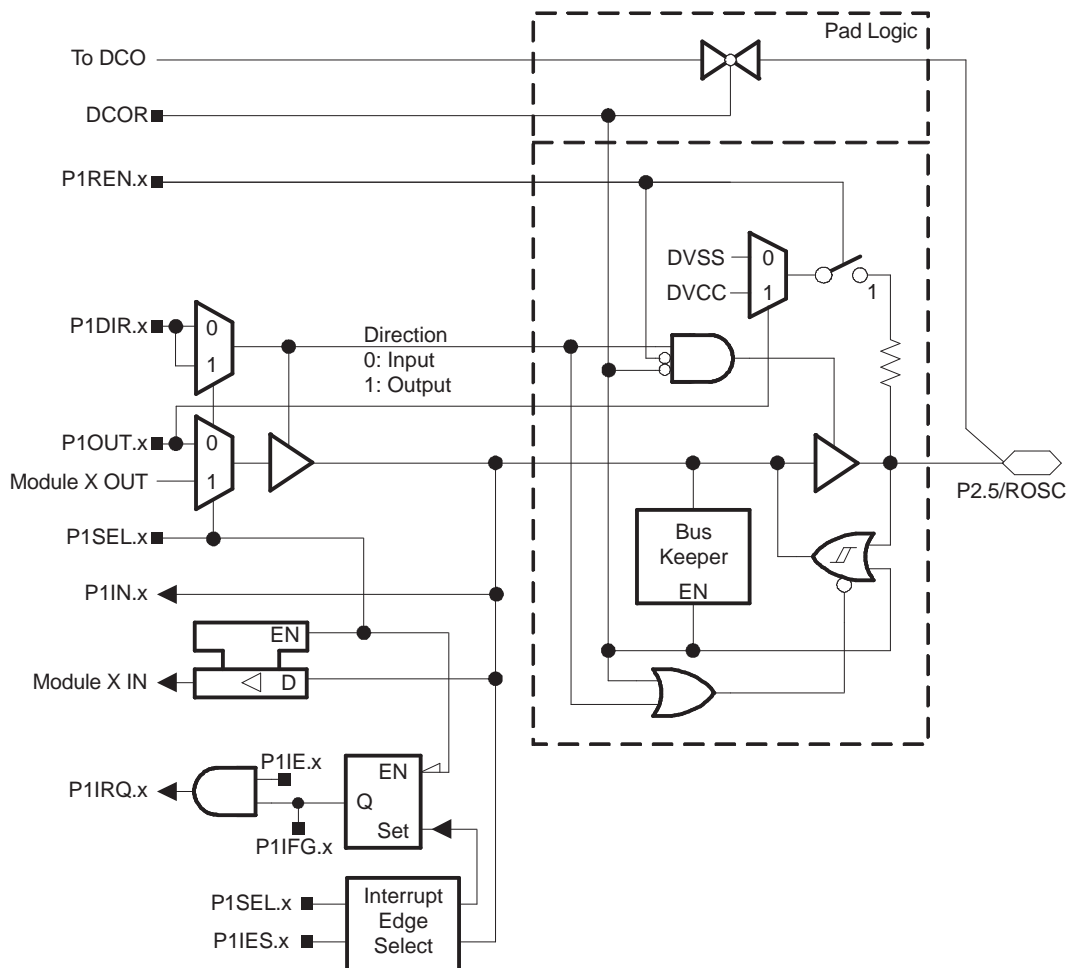 Pad Logic
To DCO
DCOR
P1REN.x
DVSS
0
DVCC
1
1
P1DIR.x
0
1
Direction
0: Input
1: Output
P1OUT.x
0
Module X OUT
1
P2.5/ROSC
P1SEL.x
Bus
Keeper
EN
P1IN.x
EN
Module X IN
D
P1IE.x
EN
P1IRQ.x
Q
P1IFG.x
Set
P1SEL.x
Interrupt
Edge
Select
P1IES.x